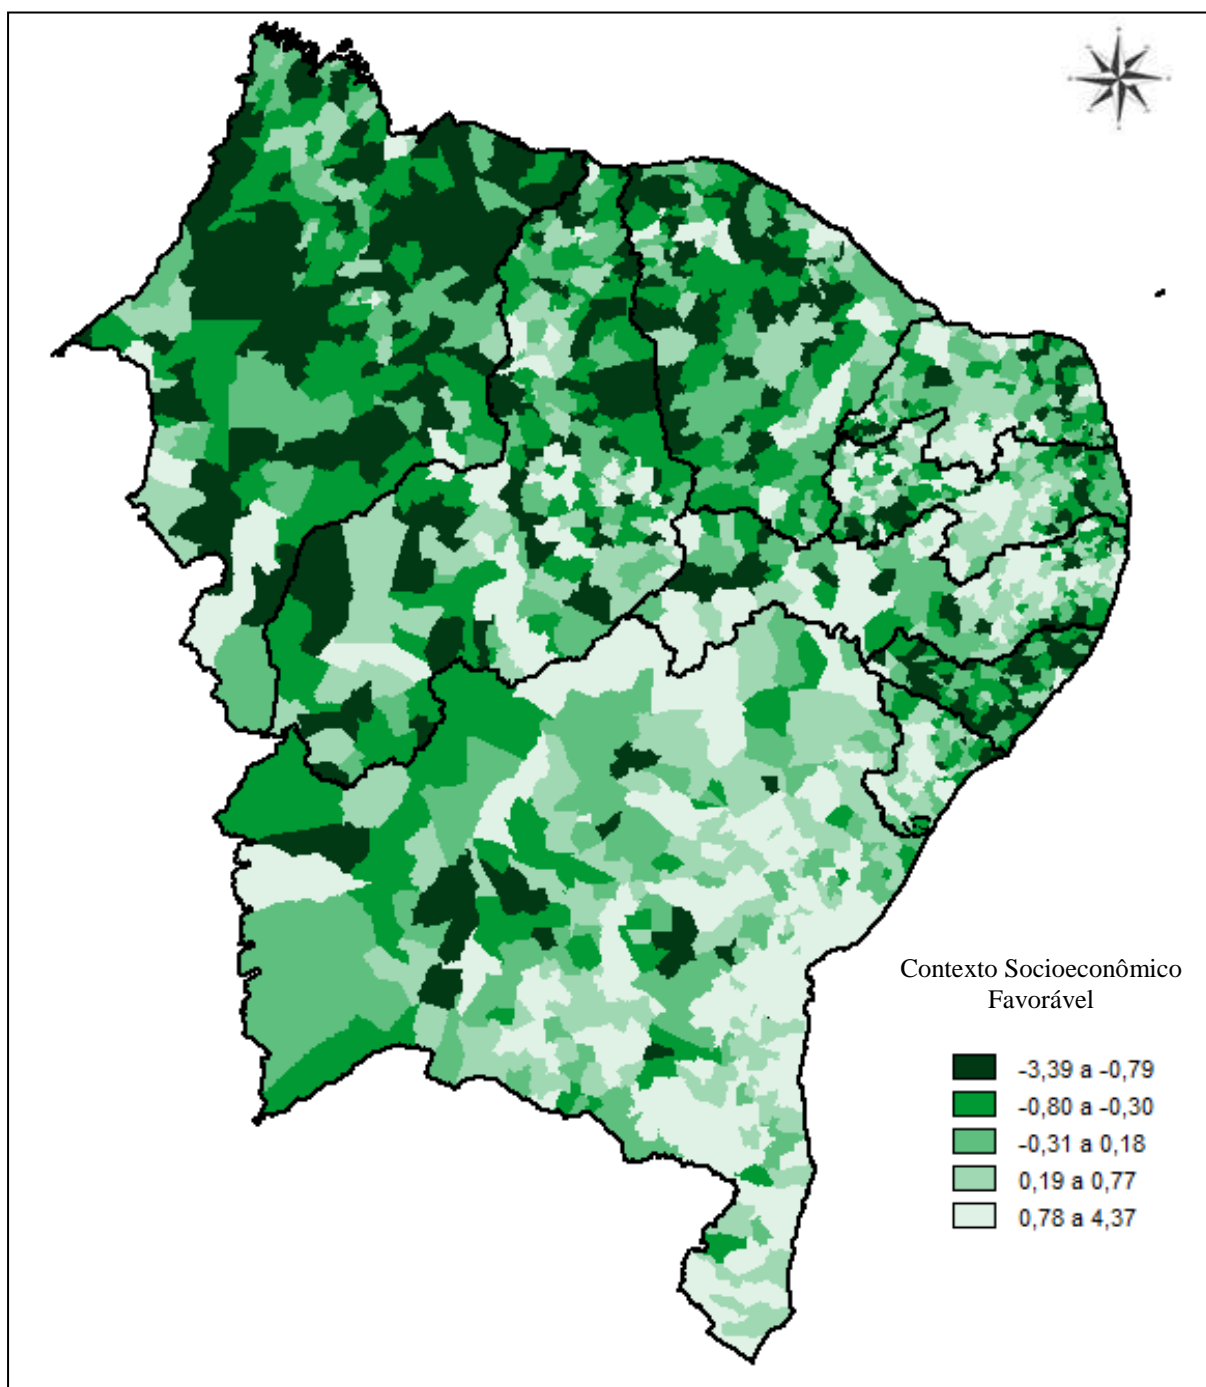 Contexto Socioeconômico
Favorável
-3,39 a -0,79
-0,80 a -0,30
-0,31 a 0,18
0,19 a 0,77
0,78 a 4,37